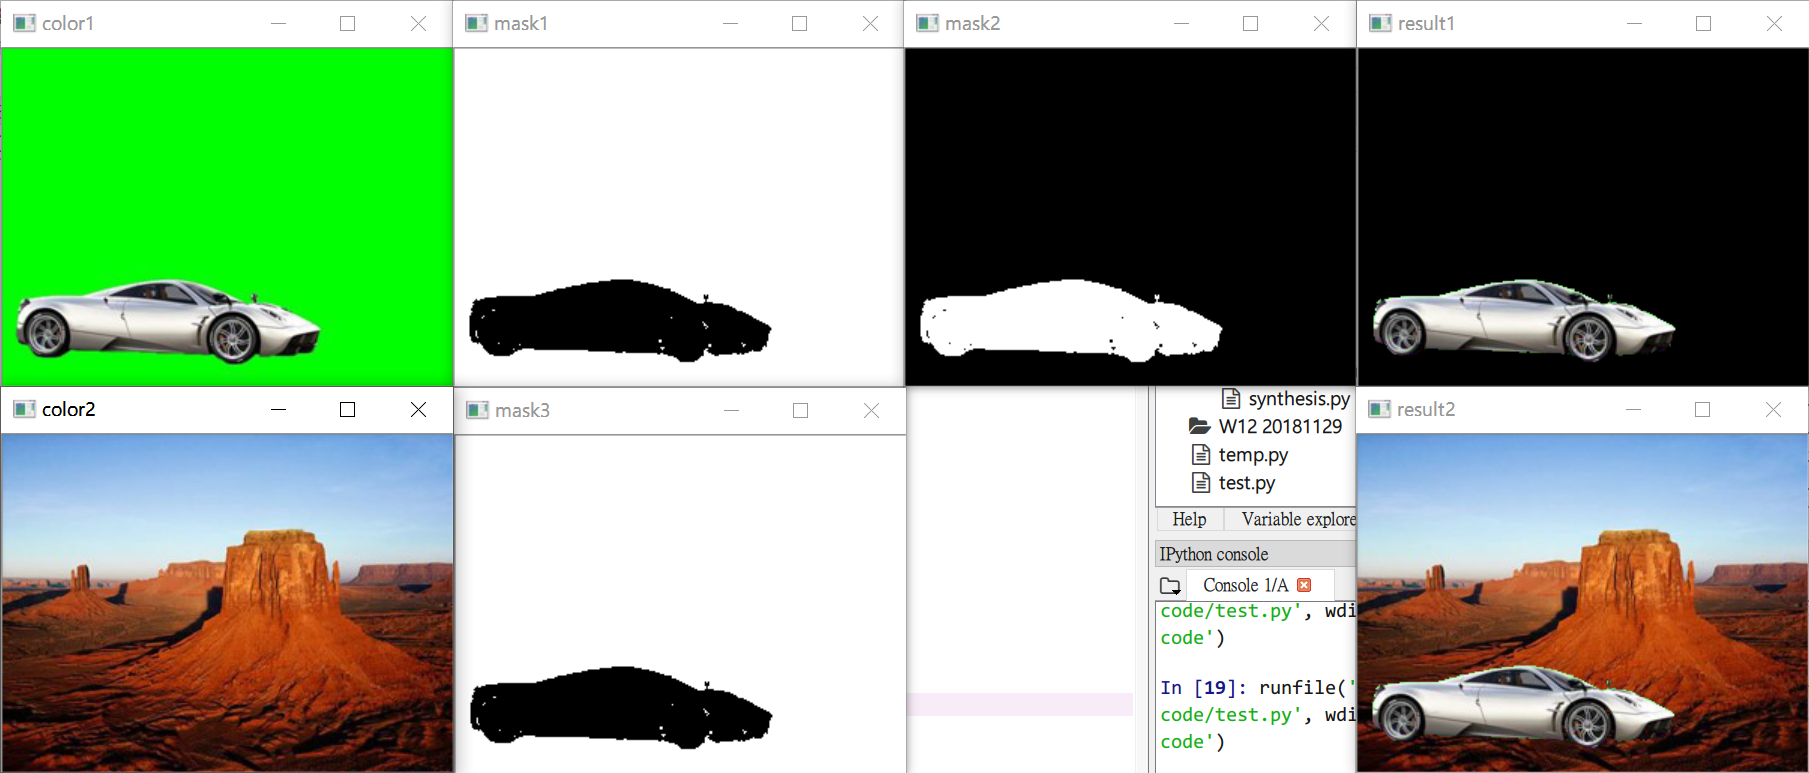 color1
mask1
mask2
result1
color2
mask3
synthesis.py
W12 20181129
temp.py
test.py
Help
Variable explore
IPython console
Console 1/A
code/test.py', wdi
code')
In [19]: runfile('
code/test.py', wdi
code')
result2